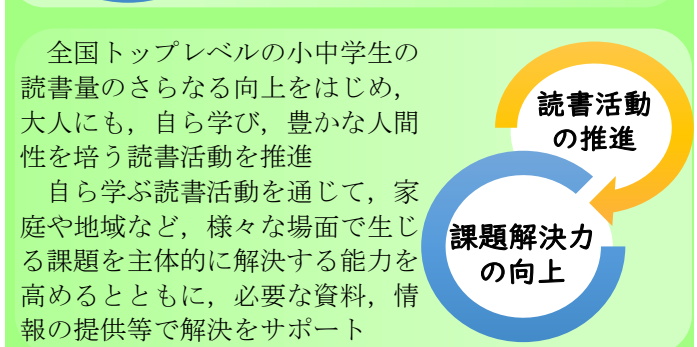 全国トップレベルの小中学生の
読書量のさらなる向上をはじめ，
大人にも，自ら学び，豊かな人間
性を培う読書活動を推進
　自ら学ぶ読書活動を通じて，家
庭や地域など，様々な場面で生じ
る課題を主体的に解決する能力を
高めるとともに，必要な資料，情
報の提供等で解決をサポート
読書活動
の推進
課題解決力
の向上